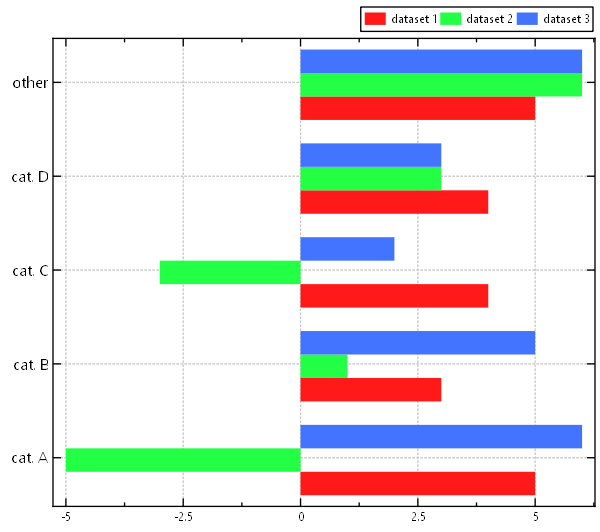 dataset 1 dataset 2 dataset 3
other
cat. D
cat. C
cat. B
cat. A
-5 -2.5 0 2.5 5